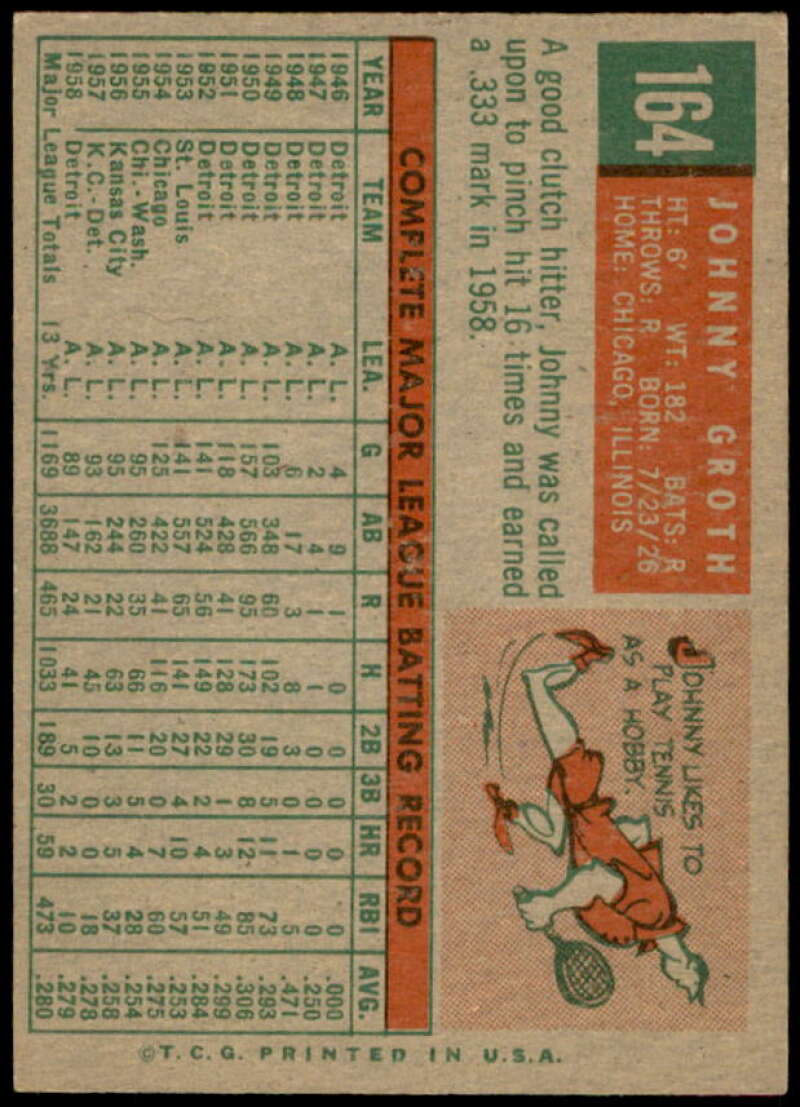 164
JOHNNY GROTH
HT: 6' WT: 182 BATS: R
THROWS: R BORN: 7/23/26
HOME: CHICAGO, ILLINOIS
A good clutch hitter, Johnny was called
upon to pinch hit 16 times and earned
a .333 mark in 1958.
JOHNNY LIKES TO
PLAY TENNIS
AS A HOBBY.
COMPLETE MAJOR LEAGUE BATTING RECORD
YEAR TEAM LEA. G AB R H 2B 3B HR RBI AVG.
1946 Detroit A. L. 4 9 1 0 0 0 0 0 .000
1947 Detroit A. L. 2 4 1 1 0 0 0 0 .250
1948 Detroit A. L. 6 17 3 8 3 0 1 5 .471
1949 Detroit A. L. 103 348 60 102 19 5 11 73 .293
1950 Detroit A. L. 157 566 95 173 30 8 12 85 .306
1951 Detroit A. L. 118 428 41 128 29 1 3 49 .299
1952 Detroit A. L. 141 524 56 149 22 2 4 51 .284
1953 St. Louis A. L. 141 557 65 141 27 4 10 57 .253
1954 Chicago A. L. 125 422 41 116 20 0 7 60 .275
1955 Chi.-Wash. A. L. 95 260 35 66 11 5 4 28 .254
1956 Kansas City A. L. 95 244 22 63 13 3 5 37 .258
1957 K.C.-Det. A. L. 93 162 21 45 10 0 0 18 .278
1958 Detroit A. L. 89 147 24 41 5 2 2 10 .279
Major League Totals 13 Yrs. 1169 3688 465 1033 189 30 59 473 .280
©T. C. G. PRINTED IN U.S.A.